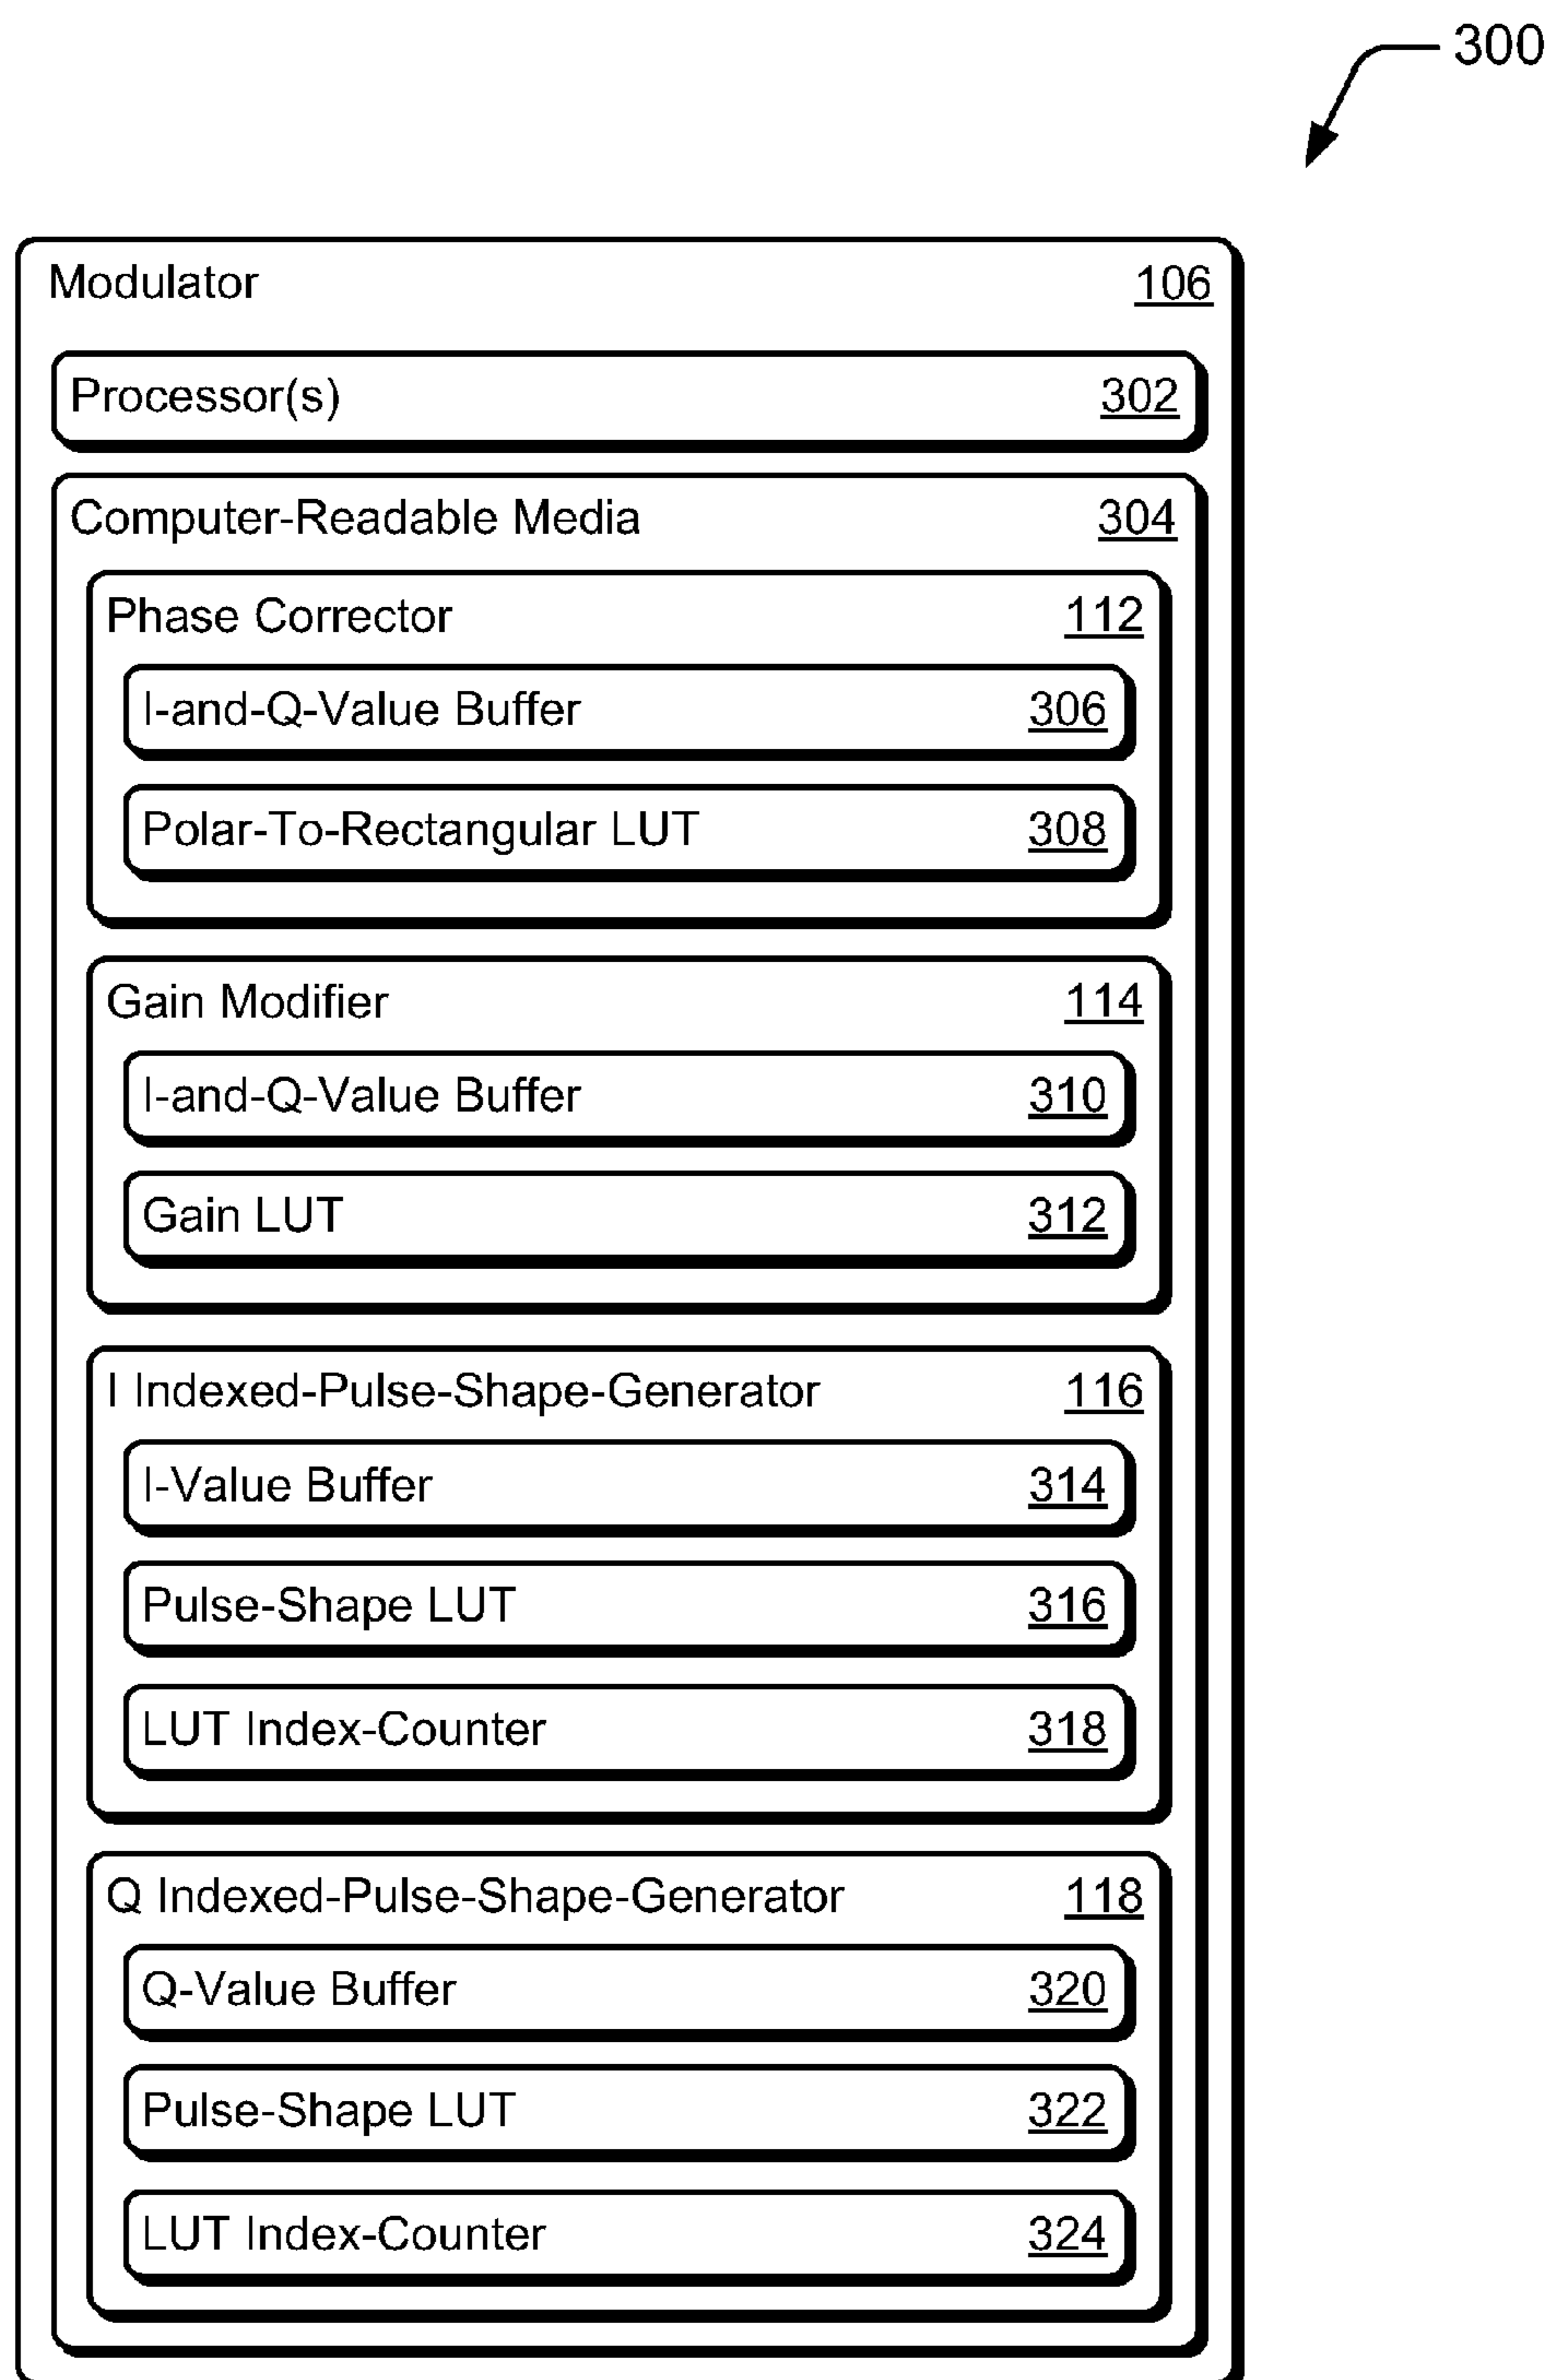 300
Modulator 106
Processor(s) 302
Computer-Readable Media 304
Phase Corrector 112
I-and-Q-Value Buffer 306
Polar-To-Rectangular LUT 308
Gain Modifier 114
I-and-Q-Value Buffer 310
Gain LUT 312
I Indexed-Pulse-Shape-Generator 116
I-Value Buffer 314
Pulse-Shape LUT 316
LUT Index-Counter 318
Q Indexed-Pulse-Shape-Generator 118
Q-Value Buffer 320
Pulse-Shape LUT 322
LUT Index-Counter 324